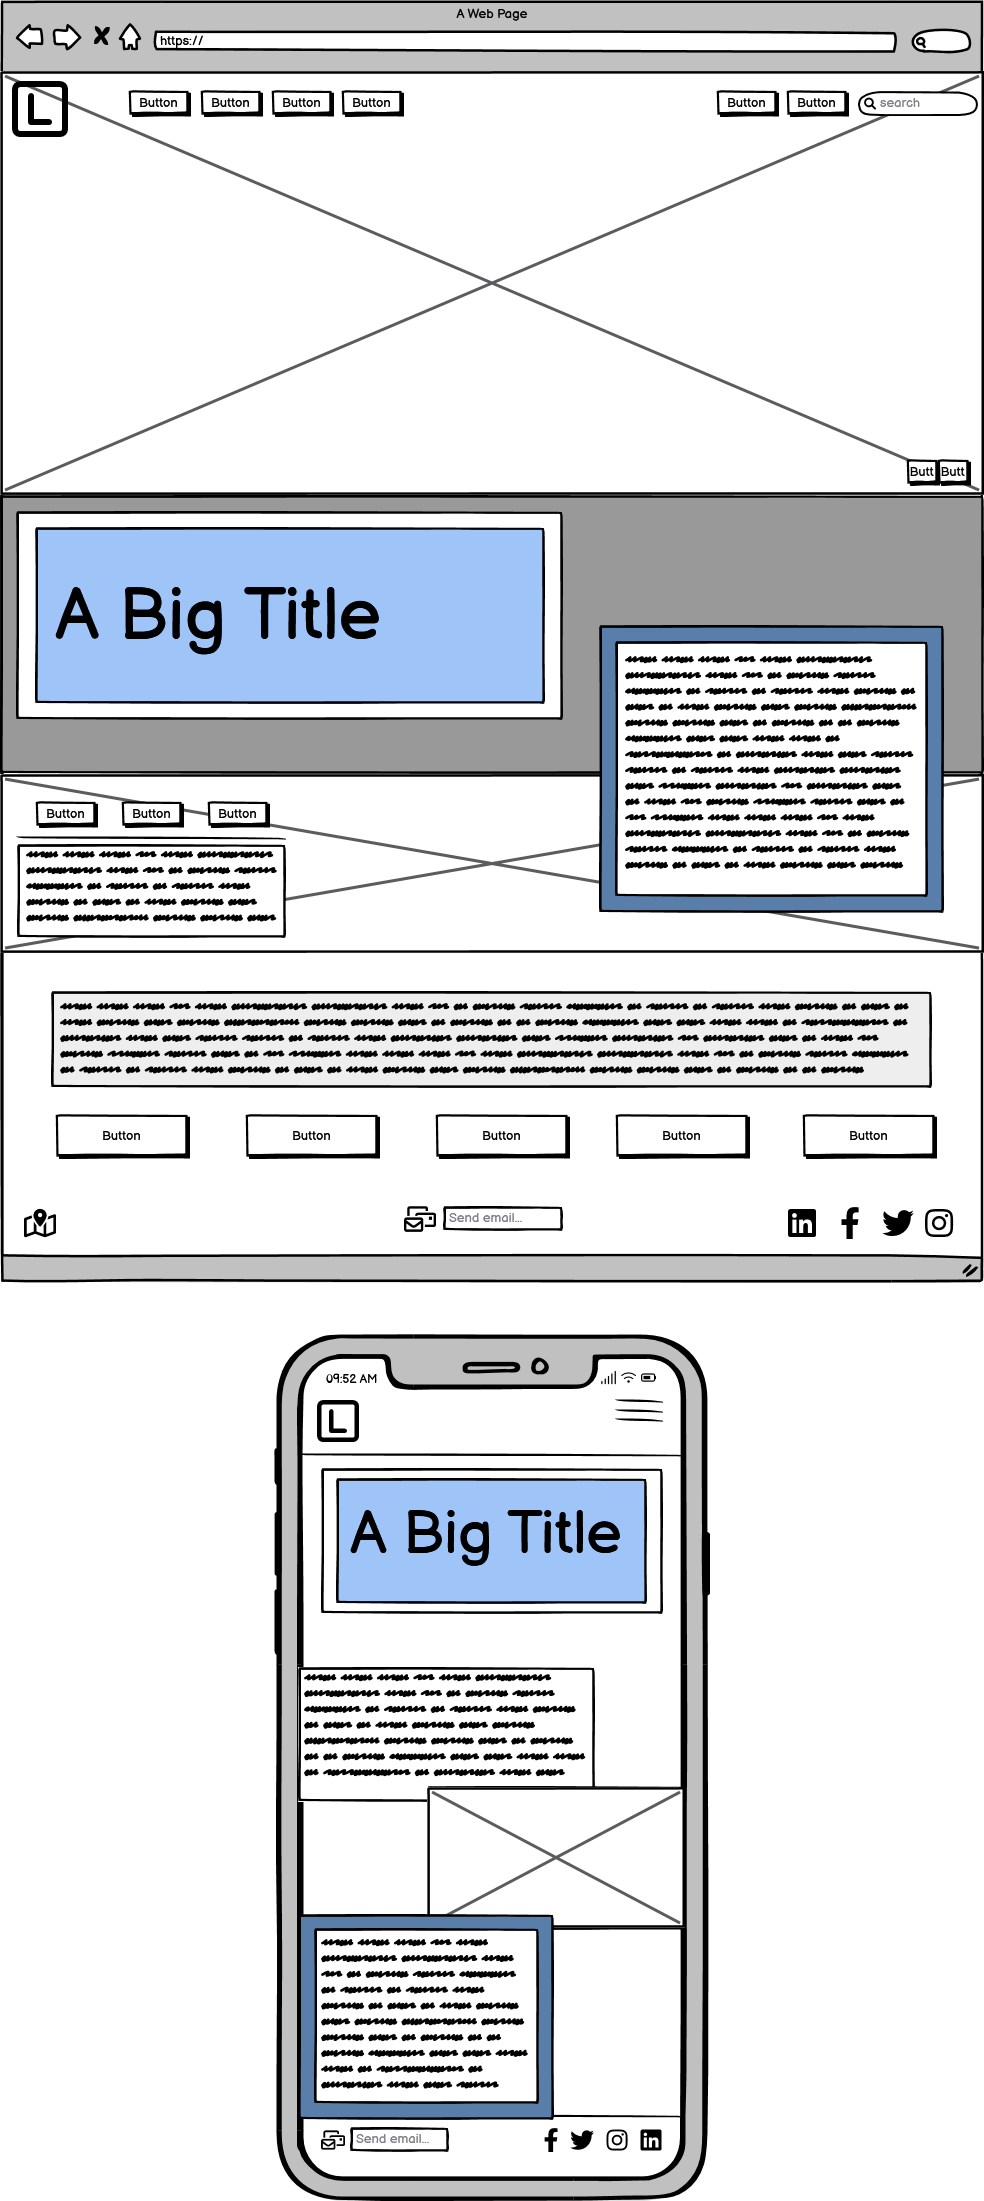 A Web Page
https://
L
Button Button Button Button Button Button search
Butt Butt
A Big Title
Button Button Button
Button Button Button Button Button
Send email...
09:52 AM
L
A Big Title
Send email...